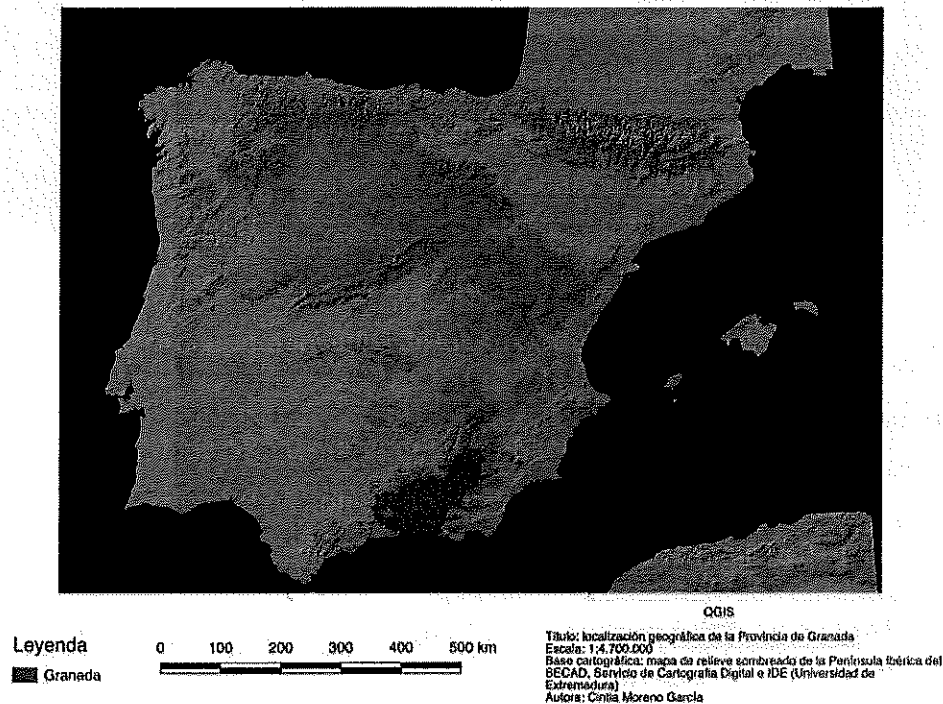 QGIS
Leyenda
Granada
0 100 200 300 400 500 km
Título: localización geográfica de la Provincia de Granada
Escala: 1:4.700.000
Base cartográfica: mapa de relieve sombreado de la Península Ibérica del
SECAD, Servicio de Cartografía Digital e IDE (Universidad de
Extremadura)
Autora: Cintia Moreno García